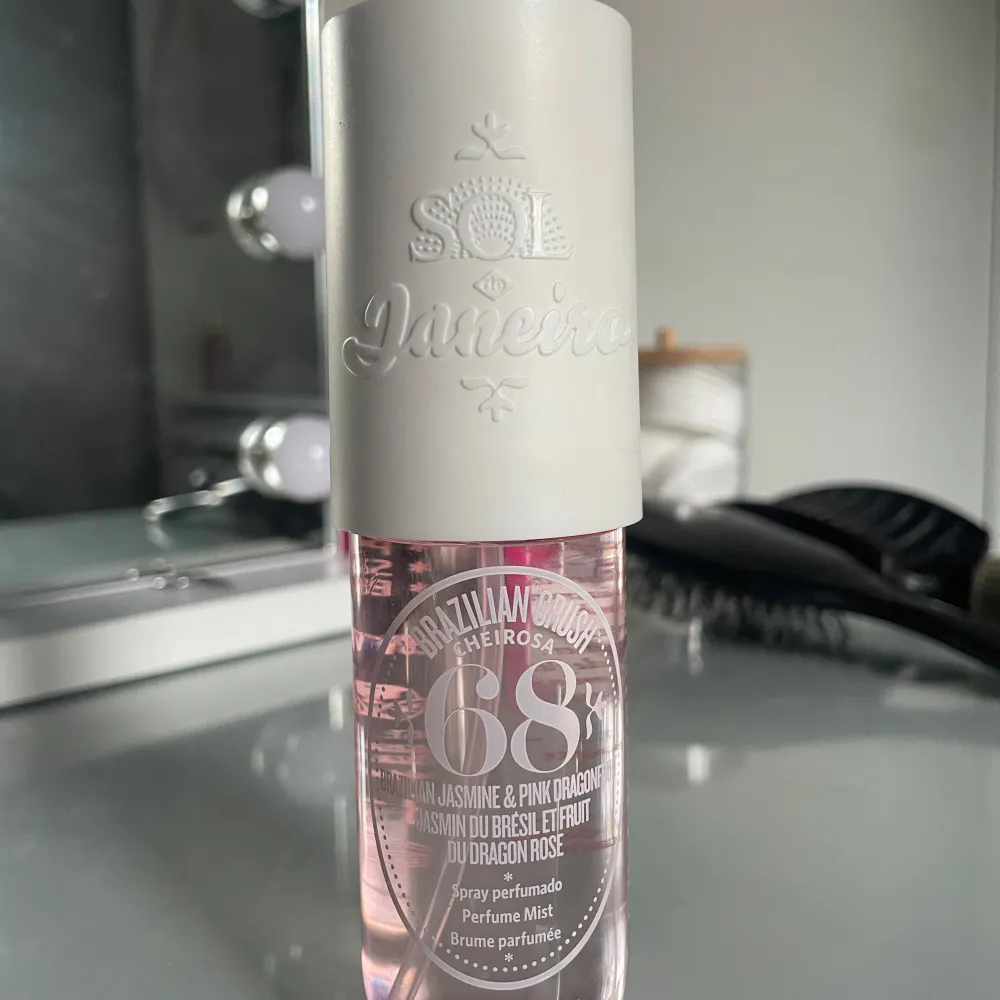 SOL
de
Janeiro
BRAZILIAN CRUSH
CHEIROSA
68
BRAZILIAN JASMINE & PINK
JASMIN DU BRÉSIL ET FRUIT
DU DRAGON ROSE
Spray perfumado
Perfume Mist
Brume parfumée